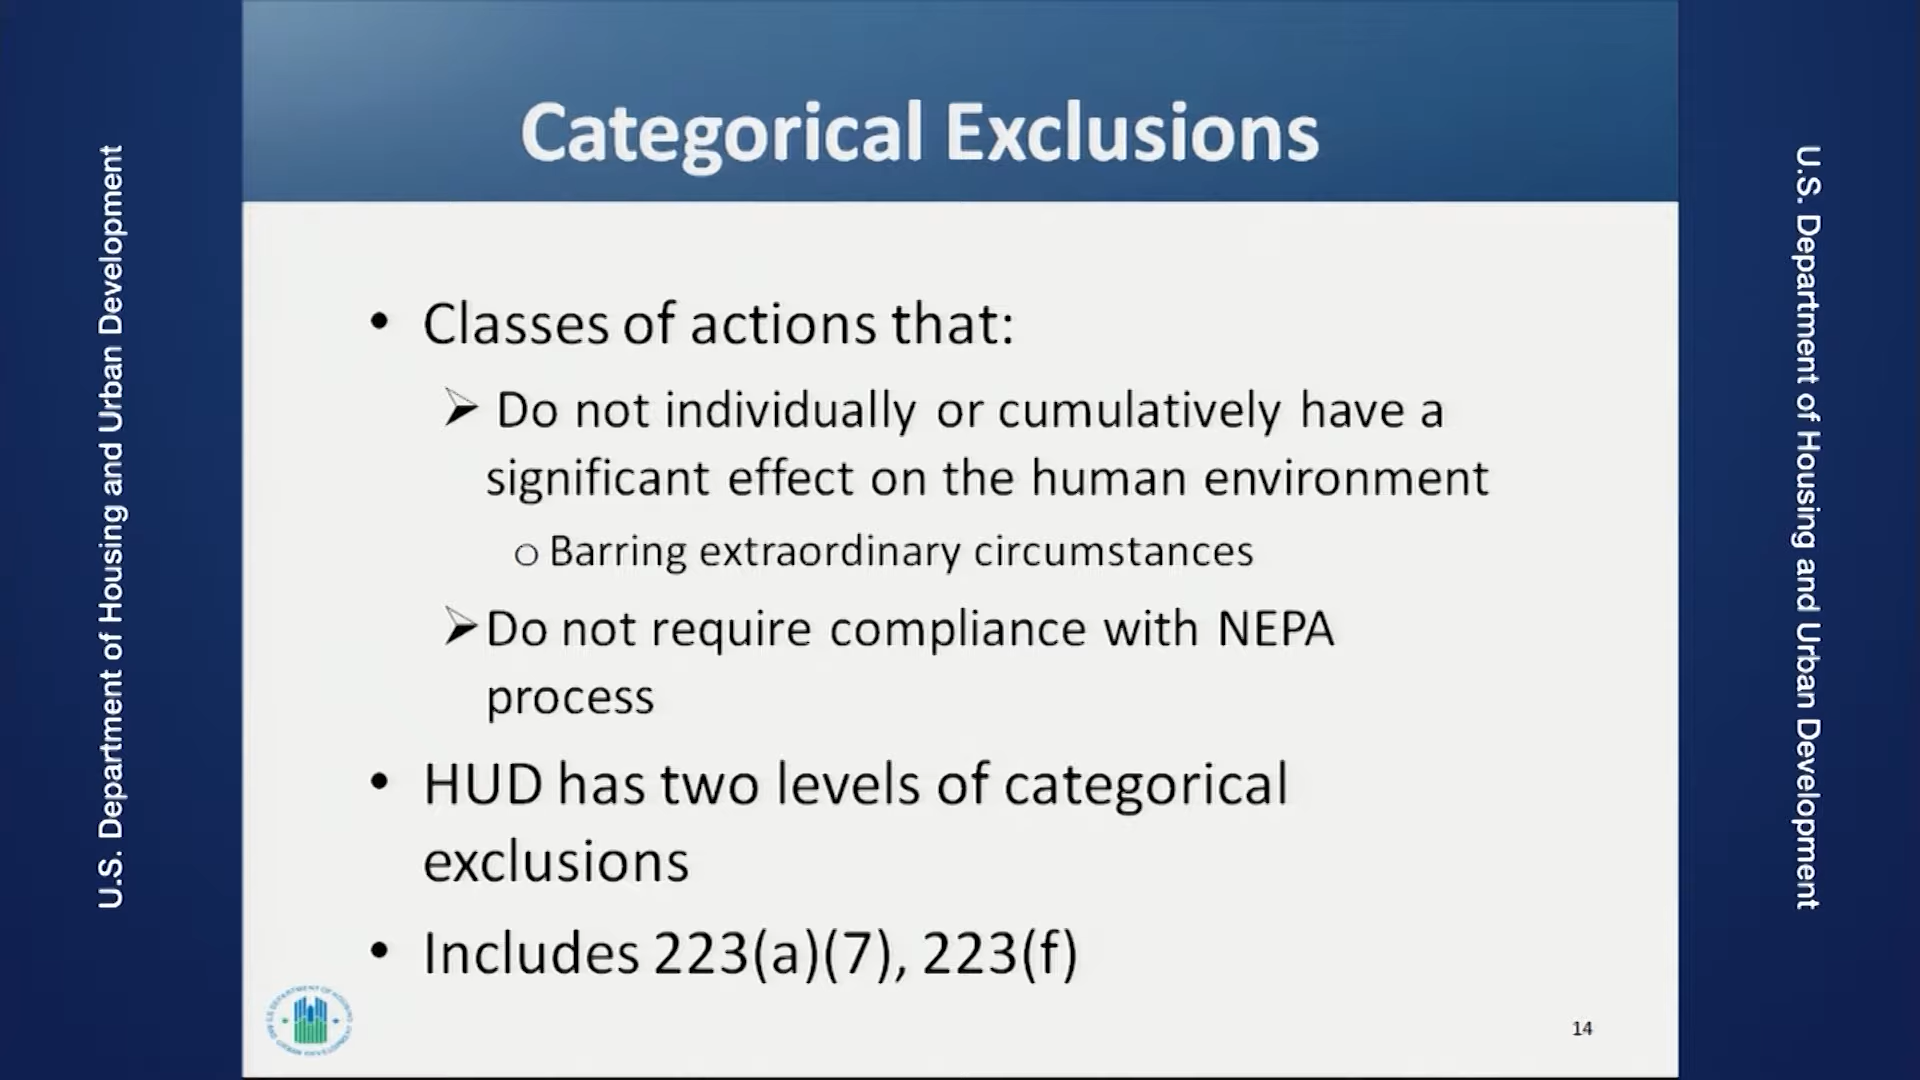 Categorical Exclusions
• Classes of actions that:
➢ Do not individually or cumulatively have a
significant effect on the human environment
o Barring extraordinary circumstances
➢ Do not require compliance with NEPA
process
• HUD has two levels of categorical
exclusions
• Includes 223(a)(7), 223(f)
14
U.S. Department of Housing and Urban Development
U.S. Department of Housing and Urban Development